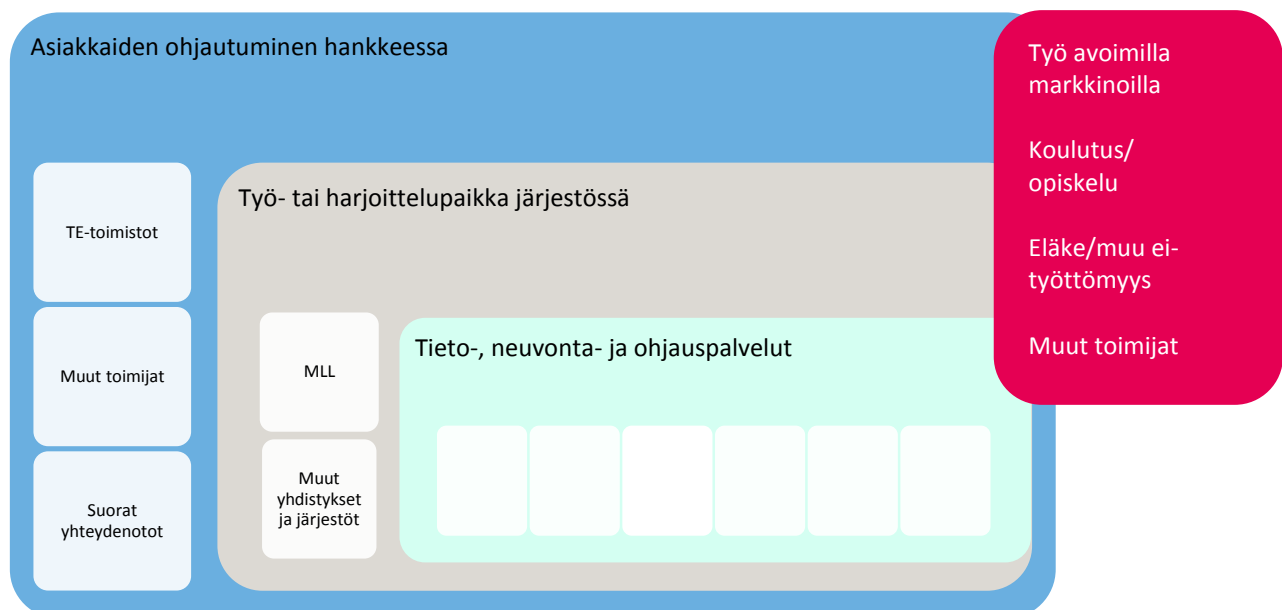 Asiakkaiden ohjautuminen hankkeessa
TE-toimistot
Muut toimijat
Suorat
yhteydenotot
Työ- tai harjoittelupaikka järjestössä
MLL
Muut
yhdistykset
ja järjestöt
Tieto-, neuvonta- ja ohjauspalvelut
Työ avoimilla
markkinoilla
Koulutus/
opiskelu
Eläke/muu ei-
työttömyys
Muut toimijat